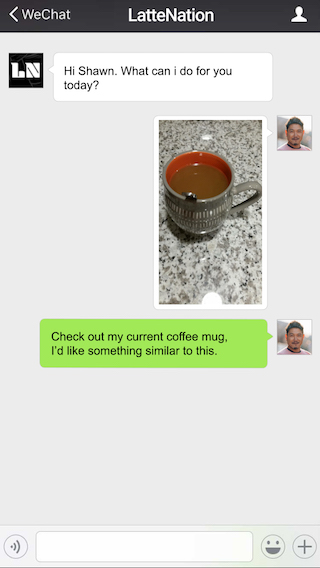 WeChat LatteNation
LN
Hi Shawn. What can i do for you
today?
Check out my current coffee mug,
I'd like something similar to this.